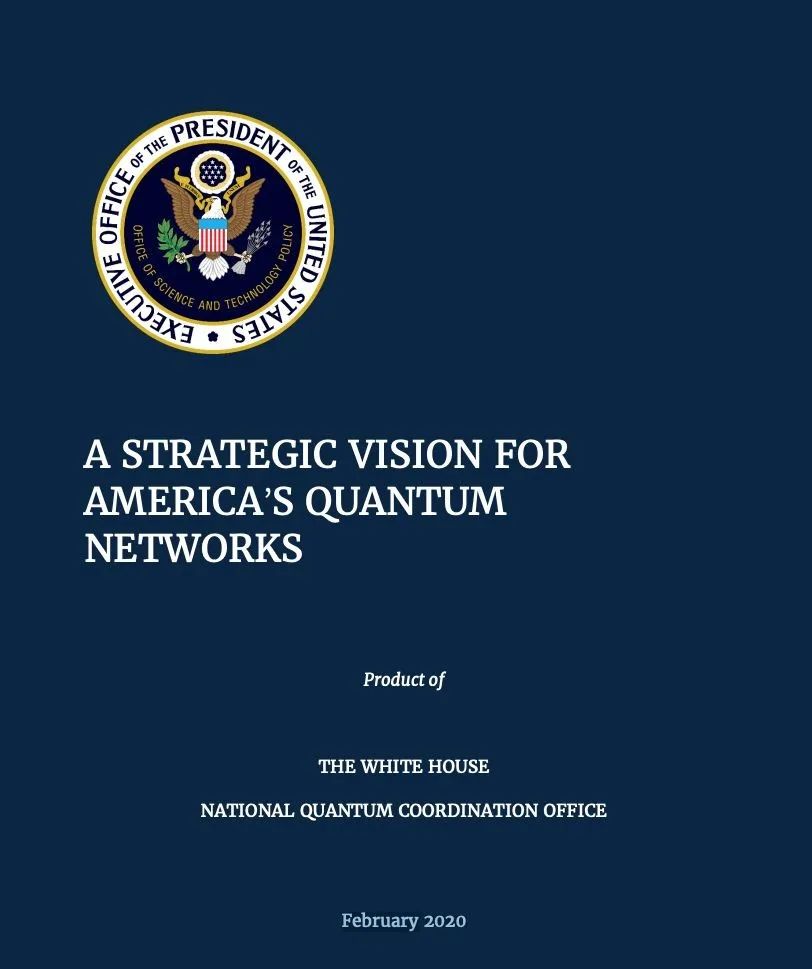 EXECUTIVE OFFICE OF THE PRESIDENT OF THE UNITED STATES
OFFICE OF SCIENCE AND TECHNOLOGY POLICY
A STRATEGIC VISION FOR
AMERICA’S QUANTUM
NETWORKS
Product of
THE WHITE HOUSE
NATIONAL QUANTUM COORDINATION OFFICE
February 2020